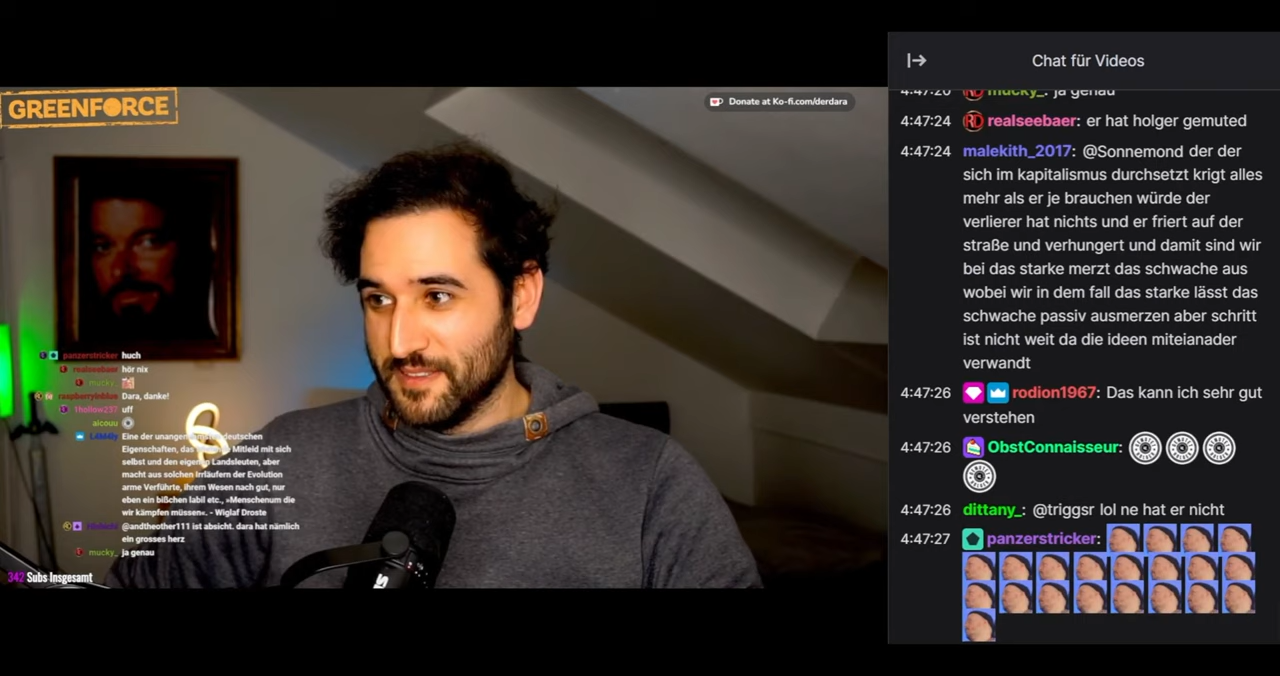 GREENFORCE
Donate at Ko-fi.com/derdara
panzerstricker huch
realseebaer hör nix
mucky_
raspberryinblue Dara, danke!
1hollow237 uff
aicouu
Eine der deutschen
Eigenschaften, das Mitleid mit sich
selbst und den eigenen Landsleuten, aber
macht aus solchen Irrläufern der Evolution
arme Verführte, ihrem Wesen nach gut, nur
eben ein bißchen labil etc., »Menschenum die
wir kämpfen müssen«. - Wiglaf Droste
@andtheother111 ist absicht. dara hat nämlich
ein grosses herz
mucky_ ja genau
342 Subs Insgesamt
Chat für Videos
4:47:20 mucky_: ja genau
4:47:24 realseebaer: er hat holger gemuted
4:47:24 malekith_2017: @Sonnemond der der
sich im kapitalismus durchsetzt krigt alles
mehr als er je brauchen würde der
verlierer hat nichts und er friert auf der
straße und verhungert und damit sind wir
bei das starke merzt das schwache aus
wobei wir in dem fall das starke lässt das
schwache passiv ausmerzen aber schritt
ist nicht weit da die ideen miteianader
verwandt
4:47:26 rodion1967: Das kann ich sehr gut
verstehen
4:47:26 ObstConnaisseur:
4:47:26 dittany_: @triggsr lol ne hat er nicht
4:47:27 panzerstricker: